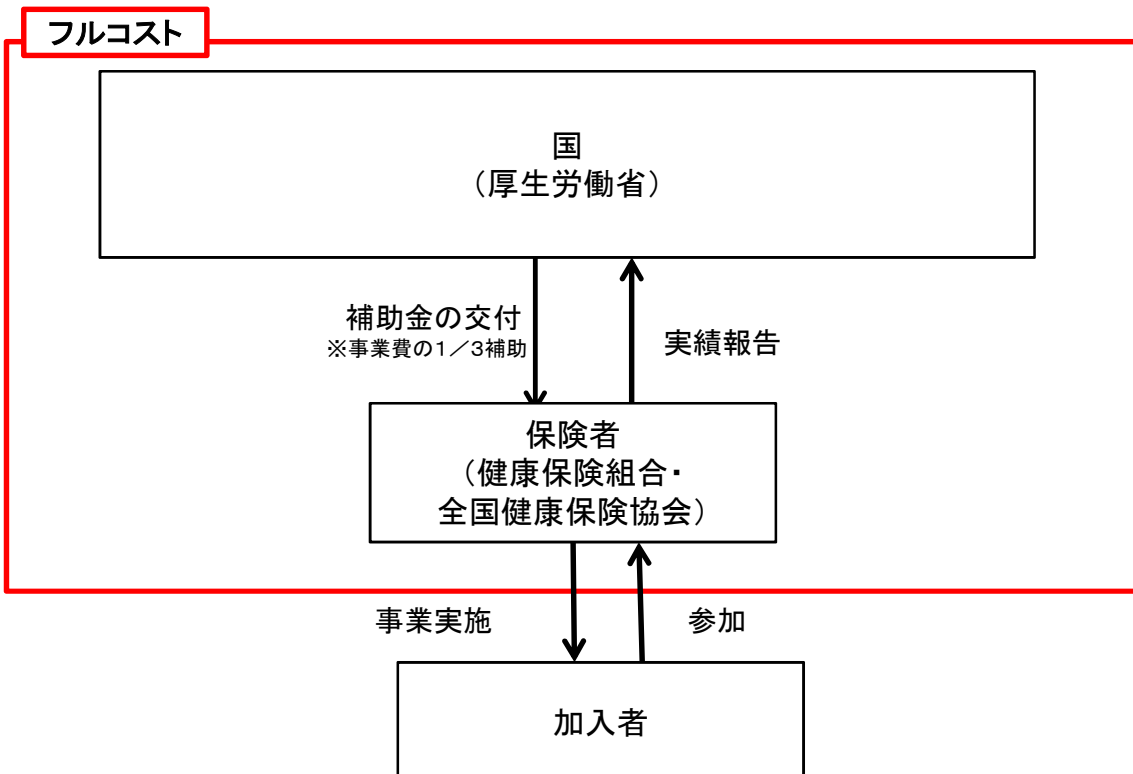 フルコスト
国
（厚生労働省）
補助金の交付
※事業費の1／3補助
実績報告
保険者
（健康保険組合・
全国健康保険協会）
事業実施
参加
加入者